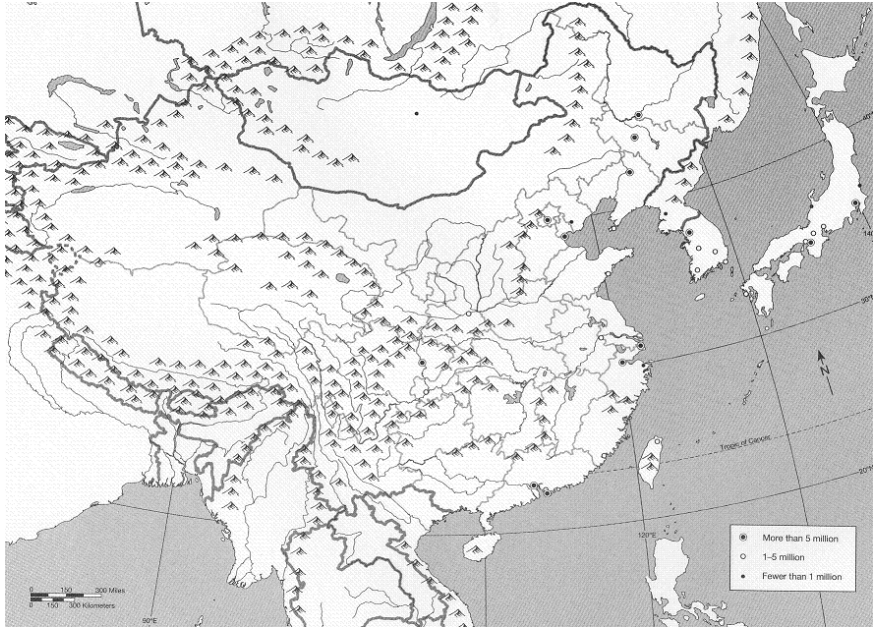 40°
140
30°E
N
Tropic of Cancer
20°N
120°E
More than 5 million
1–5 million
Fewer than 1 million
0 150 300 Miles
0 150 300 Kilometers
90°E